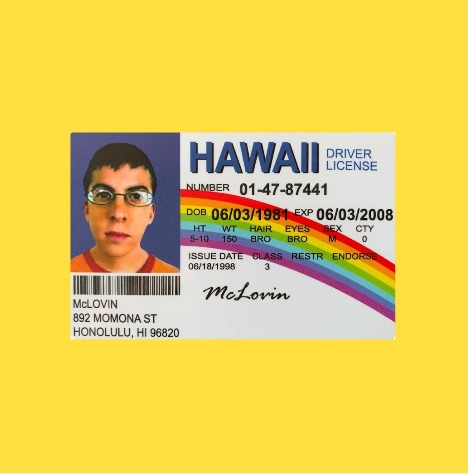 HAWAII DRIVER LICENSE
NUMBER 01-47-87441
DOB 06/03/1981 EXP 06/03/2008
HT WT HAIR EYES SEX CTY
5-10 150 BRO BRO M 0
ISSUE DATE CLASS RESTR ENDORSE
06/18/1998 3
McLovin
McLOVIN
892 MOMONA ST
HONOLULU, HI 96820